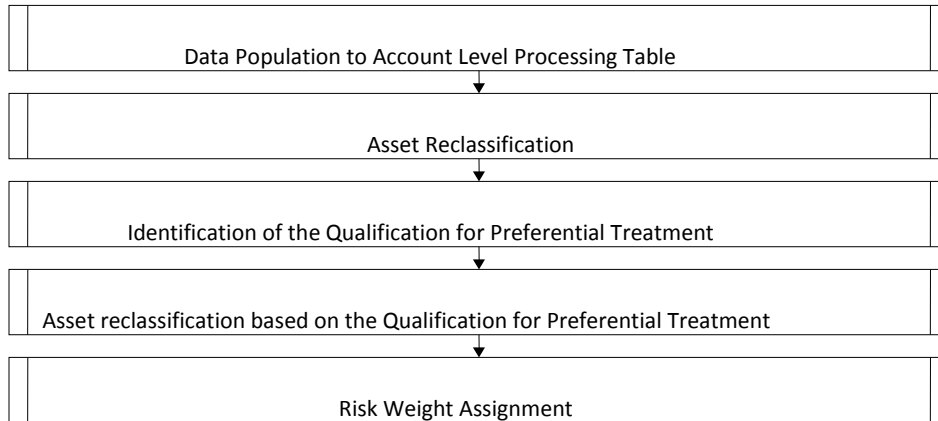 Data Population to Account Level Processing Table
Asset Reclassification
Identification of the Qualification for Preferential Treatment
Asset reclassification based on the Qualification for Preferential Treatment
Risk Weight Assignment